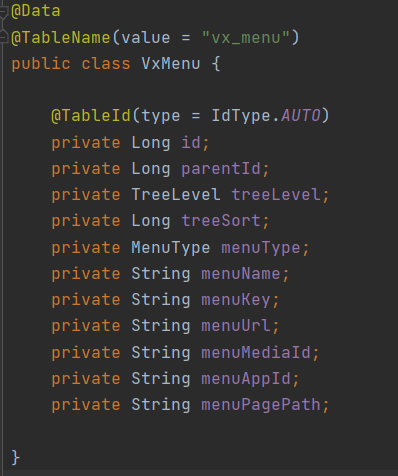 @Data
@TableName(value = "vx_menu")
public class VxMenu {
@TableId(type = IdType.AUTO)
private Long id;
private Long parentId;
private TreeLevel treeLevel;
private Long treeSort;
private MenuType menuType;
private String menuName;
private String menuKey;
private String menuUrl;
private String menuMediaId;
private String menuAppId;
private String menuPagePath;
}